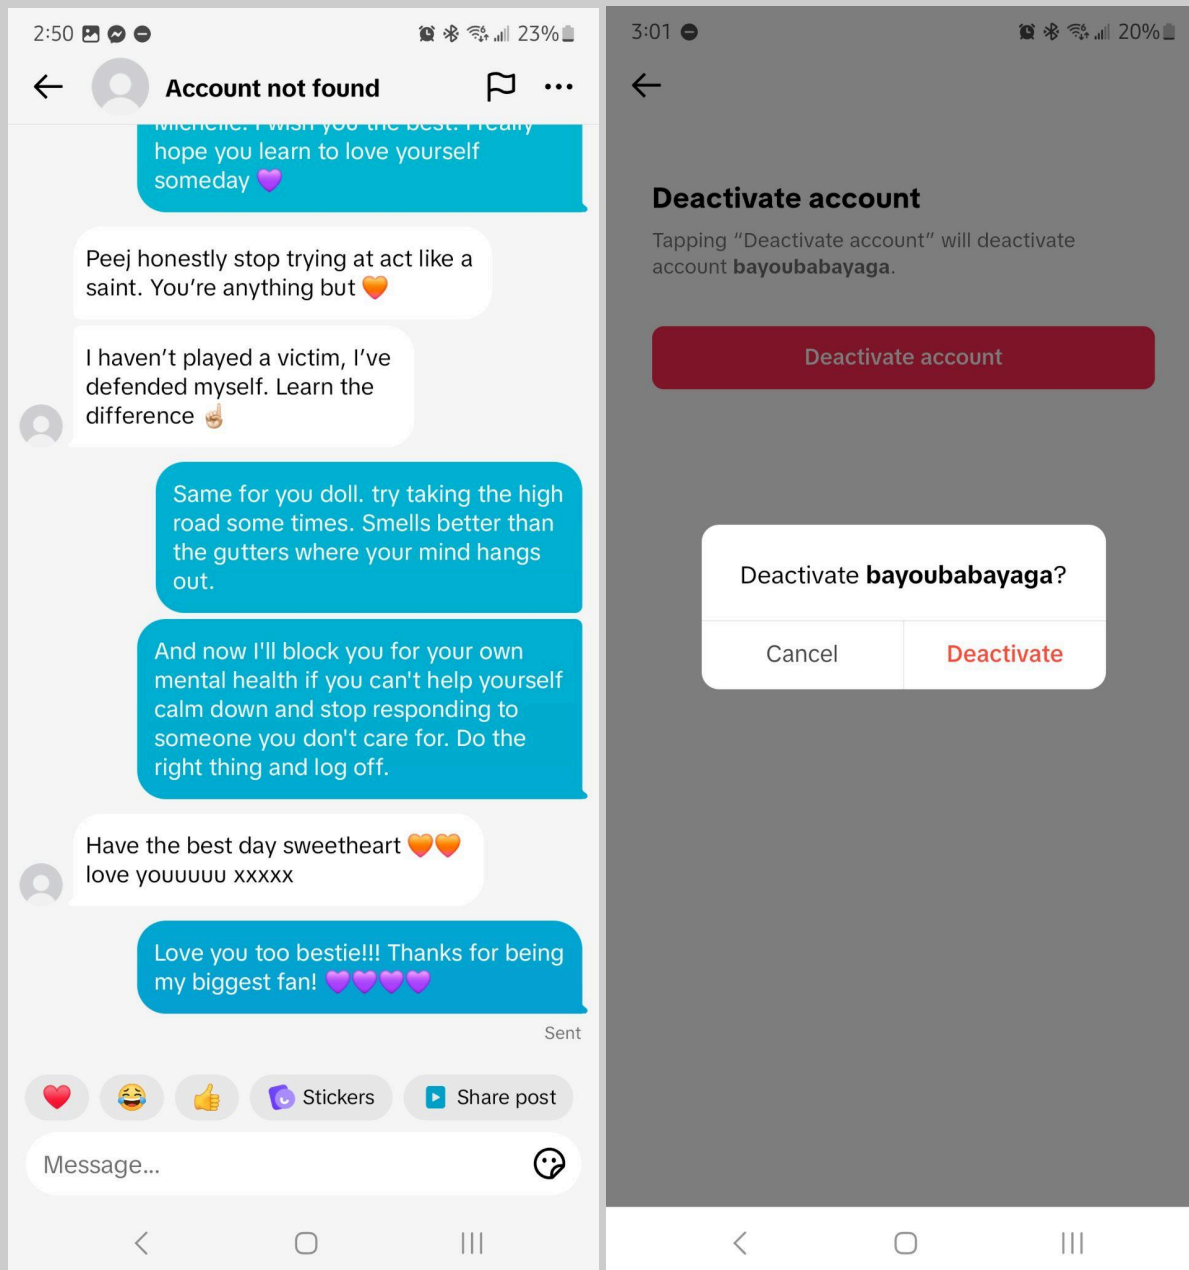 2:50
23%
Account not found
Michelle. I wish you the best. I really
hope you learn to love yourself
someday 💜
Peej honestly stop trying at act like a
saint. You're anything but 🧡
I haven't played a victim, I've
defended myself. Learn the
difference ☝🏼
Same for you doll. try taking the high
road some times. Smells better than
the gutters where your mind hangs
out.
And now I'll block you for your own
mental health if you can't help yourself
calm down and stop responding to
someone you don't care for. Do the
right thing and log off.
Have the best day sweetheart 🧡🧡
love youuuuu xxxxx
Love you too bestie!!! Thanks for being
my biggest fan! 💜💜💜💜
Sent
Stickers
Share post
Message...
3:01
20%
Deactivate account
Tapping “Deactivate account” will deactivate
account bayoubabayaga.
Deactivate account
Deactivate bayoubabayaga?
Cancel
Deactivate